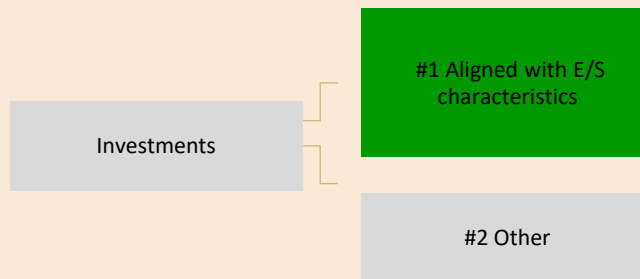 #1 Aligned with E/S
characteristics
Investments
#2 Other